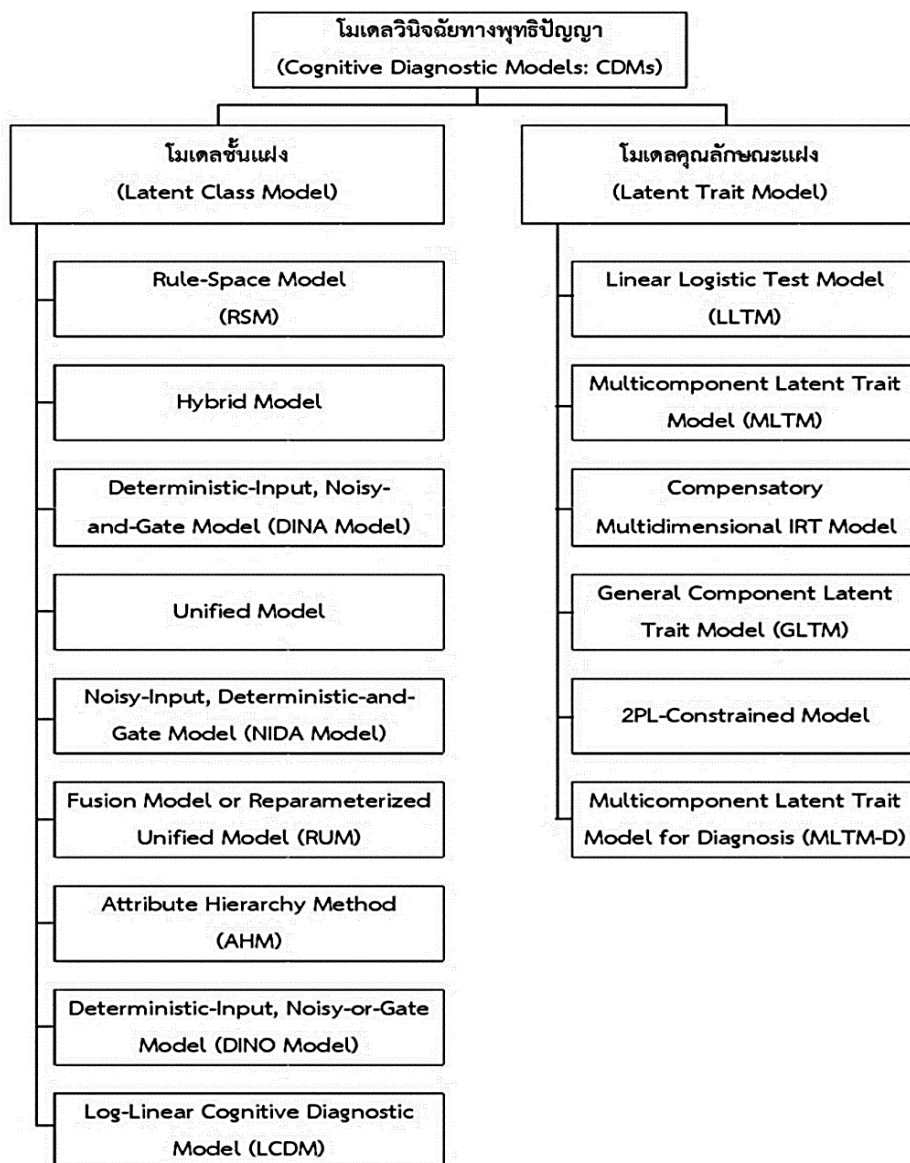 โมเดลวินิจฉัยทางพุทธิปัญญา
(Cognitive Diagnostic Models: CDMs)
โมเดลชั้นแฝง
(Latent Class Model)
Rule-Space Model
(RSM)
Hybrid Model
Deterministic-Input, Noisy-
and-Gate Model (DINA Model)
Unified Model
Noisy-Input, Deterministic-and-
Gate Model (NIDA Model)
Fusion Model or Reparameterized
Unified Model (RUM)
Attribute Hierarchy Method
(AHM)
Deterministic-Input, Noisy-or-Gate
Model (DINO Model)
Log-Linear Cognitive Diagnostic
Model (LCDM)
โมเดลคุณลักษณะแฝง
(Latent Trait Model)
Linear Logistic Test Model
(LLTM)
Multicomponent Latent Trait
Model (MLTM)
Compensatory
Multidimensional IRT Model
General Component Latent
Trait Model (GLTM)
2PL-Constrained Model
Multicomponent Latent Trait
Model for Diagnosis (MLTM-D)